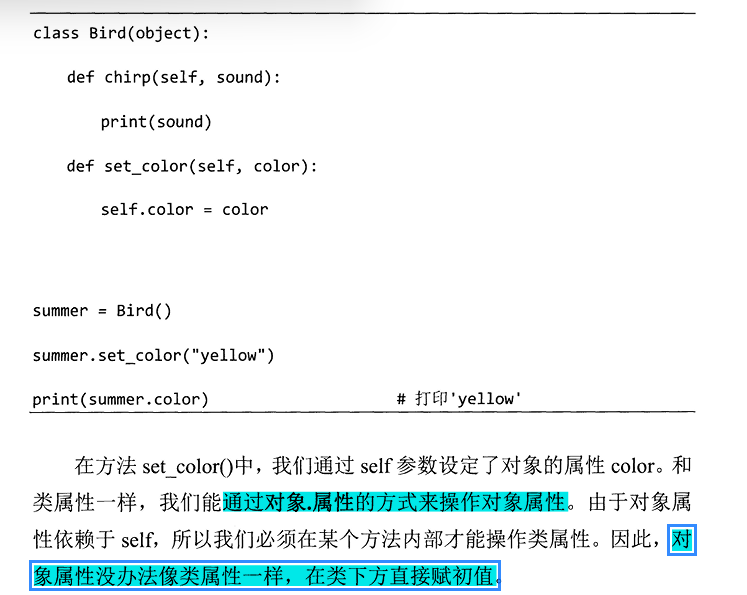 class Bird(object):
def chirp(self, sound):
print(sound)
def set_color(self, color):
self.color = color
summer = Bird()
summer.set_color("yellow")
print(summer.color) # 打印'yellow'
在方法 set_color()中，我们通过 self 参数设定了对象的属性 color。和
类属性一样，我们能通过对象.属性的方式来操作对象属性。由于对象属
性依赖于 self，所以我们必须在某个方法内部才能操作类属性。因此，对
象属性没办法像类属性一样，在类下方直接赋初值。